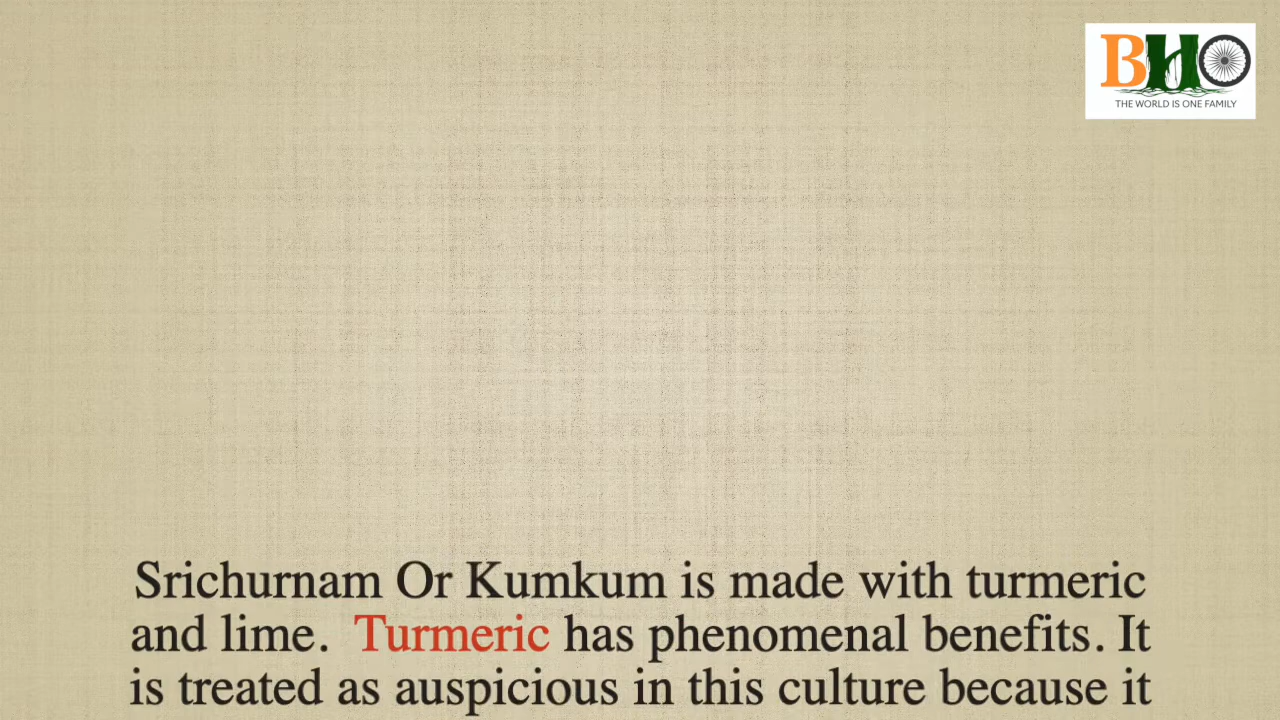 BHO
THE WORLD IS ONE FAMILY
Srichurnam Or Kumkum is made with turmeric
and lime. Turmeric has phenomenal benefits. It
is treated as auspicious in this culture because it